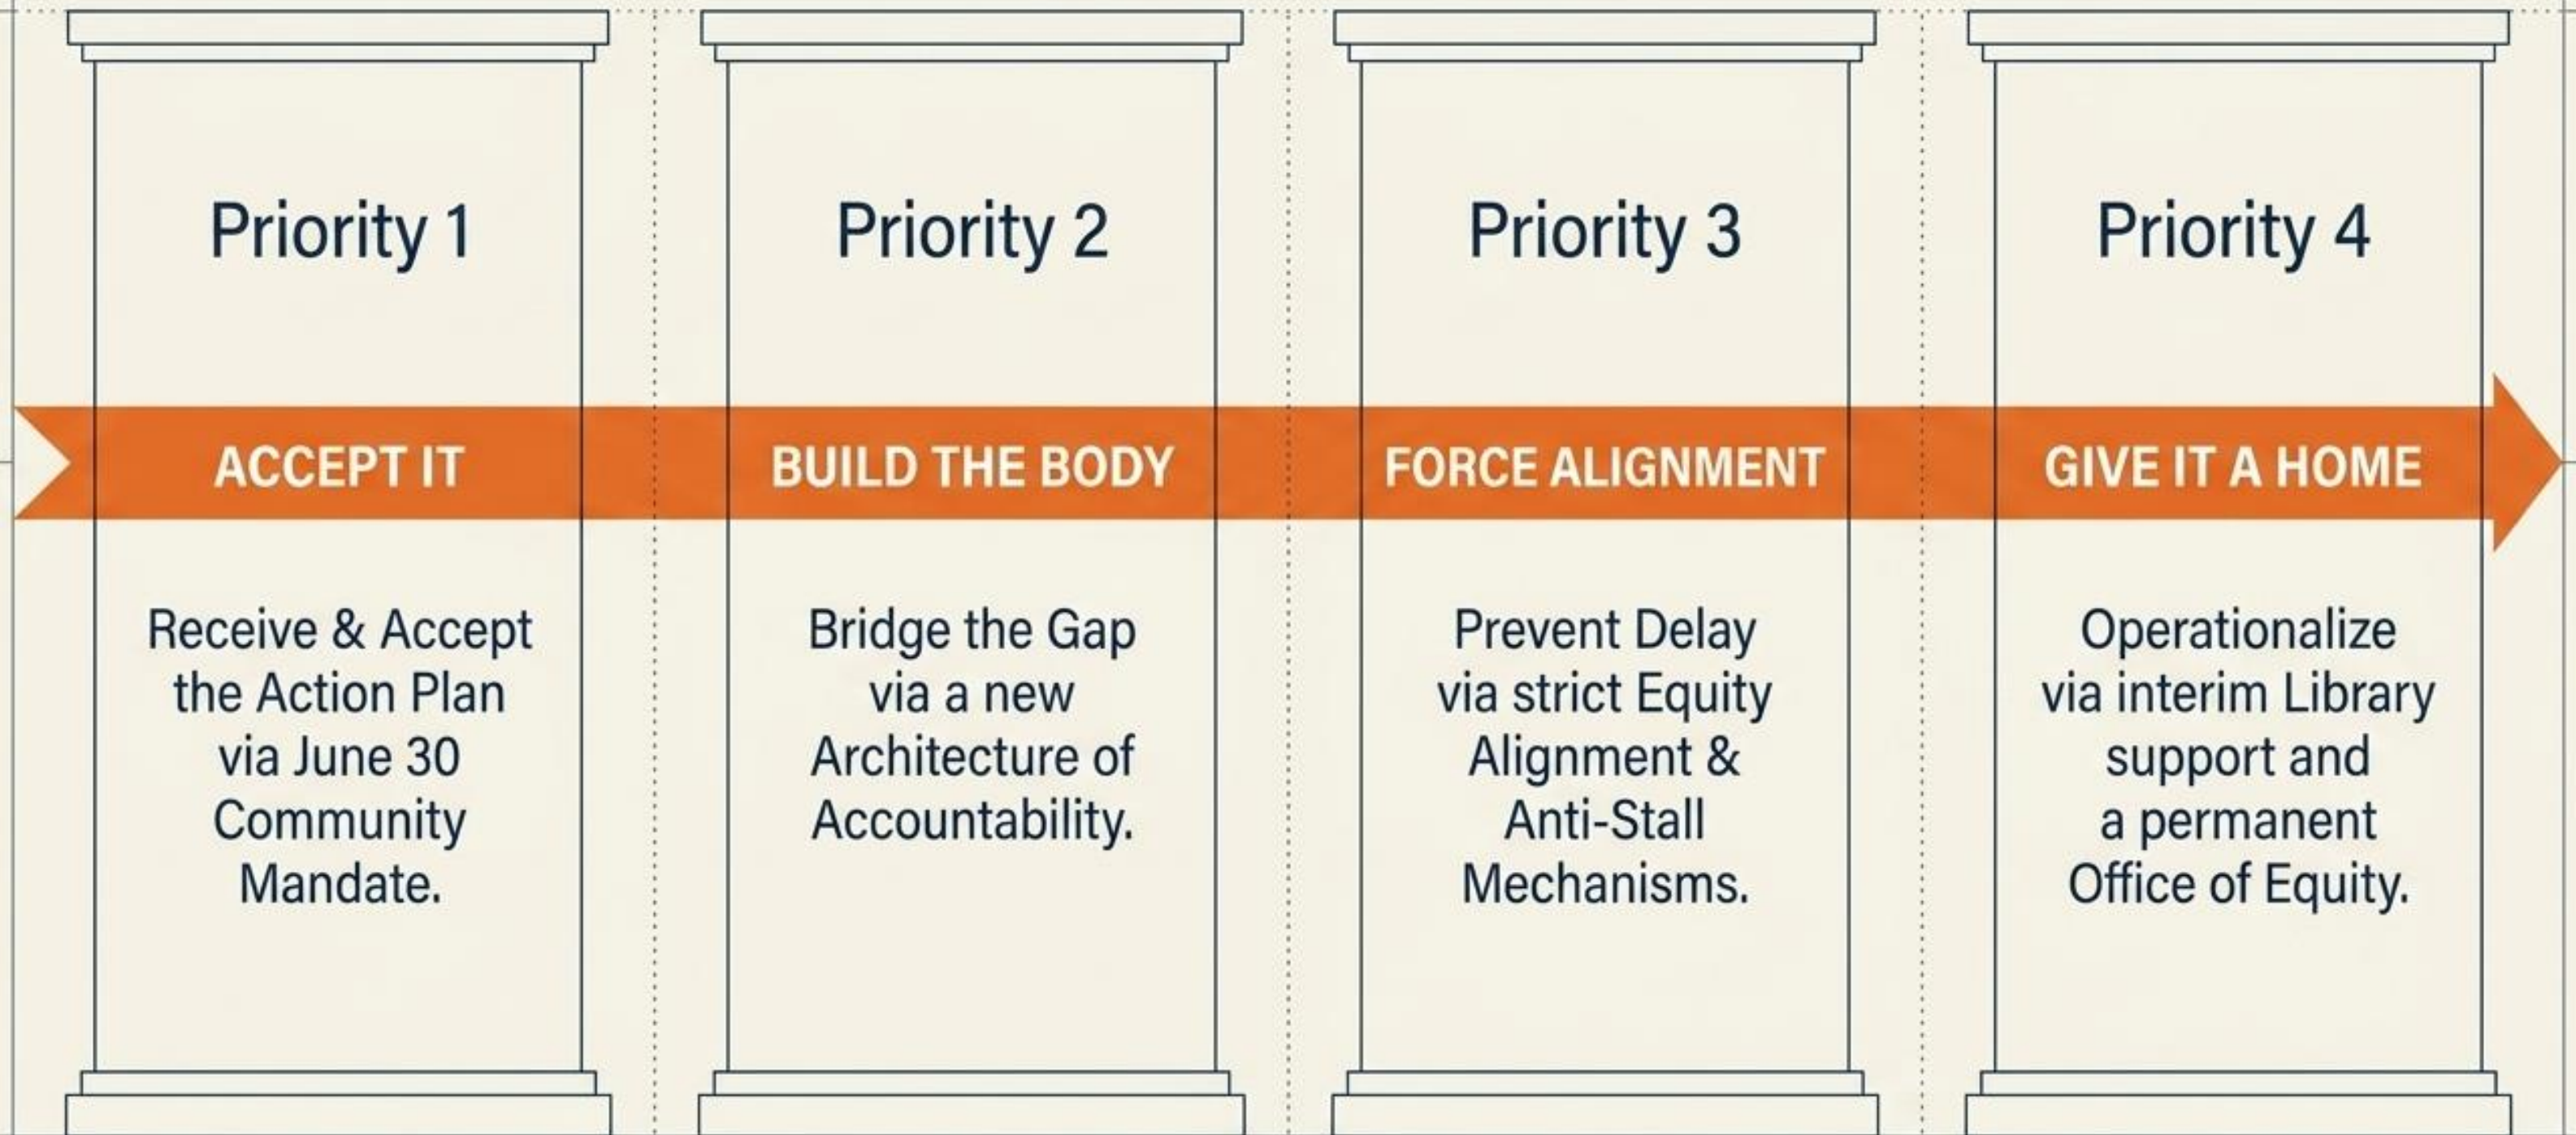 Priority 1
ACCEPT IT
Receive & Accept
the Action Plan
via June 30
Community
Mandate.
Priority 2
BUILD THE BODY
Bridge the Gap
via a new
Architecture of
Accountability.
Priority 3
FORCE ALIGNMENT
Prevent Delay
via strict Equity
Alignment &
Anti-Stall
Mechanisms.
Priority 4
GIVE IT A HOME
Operationalize
via interim Library
support and
a permanent
Office of Equity.